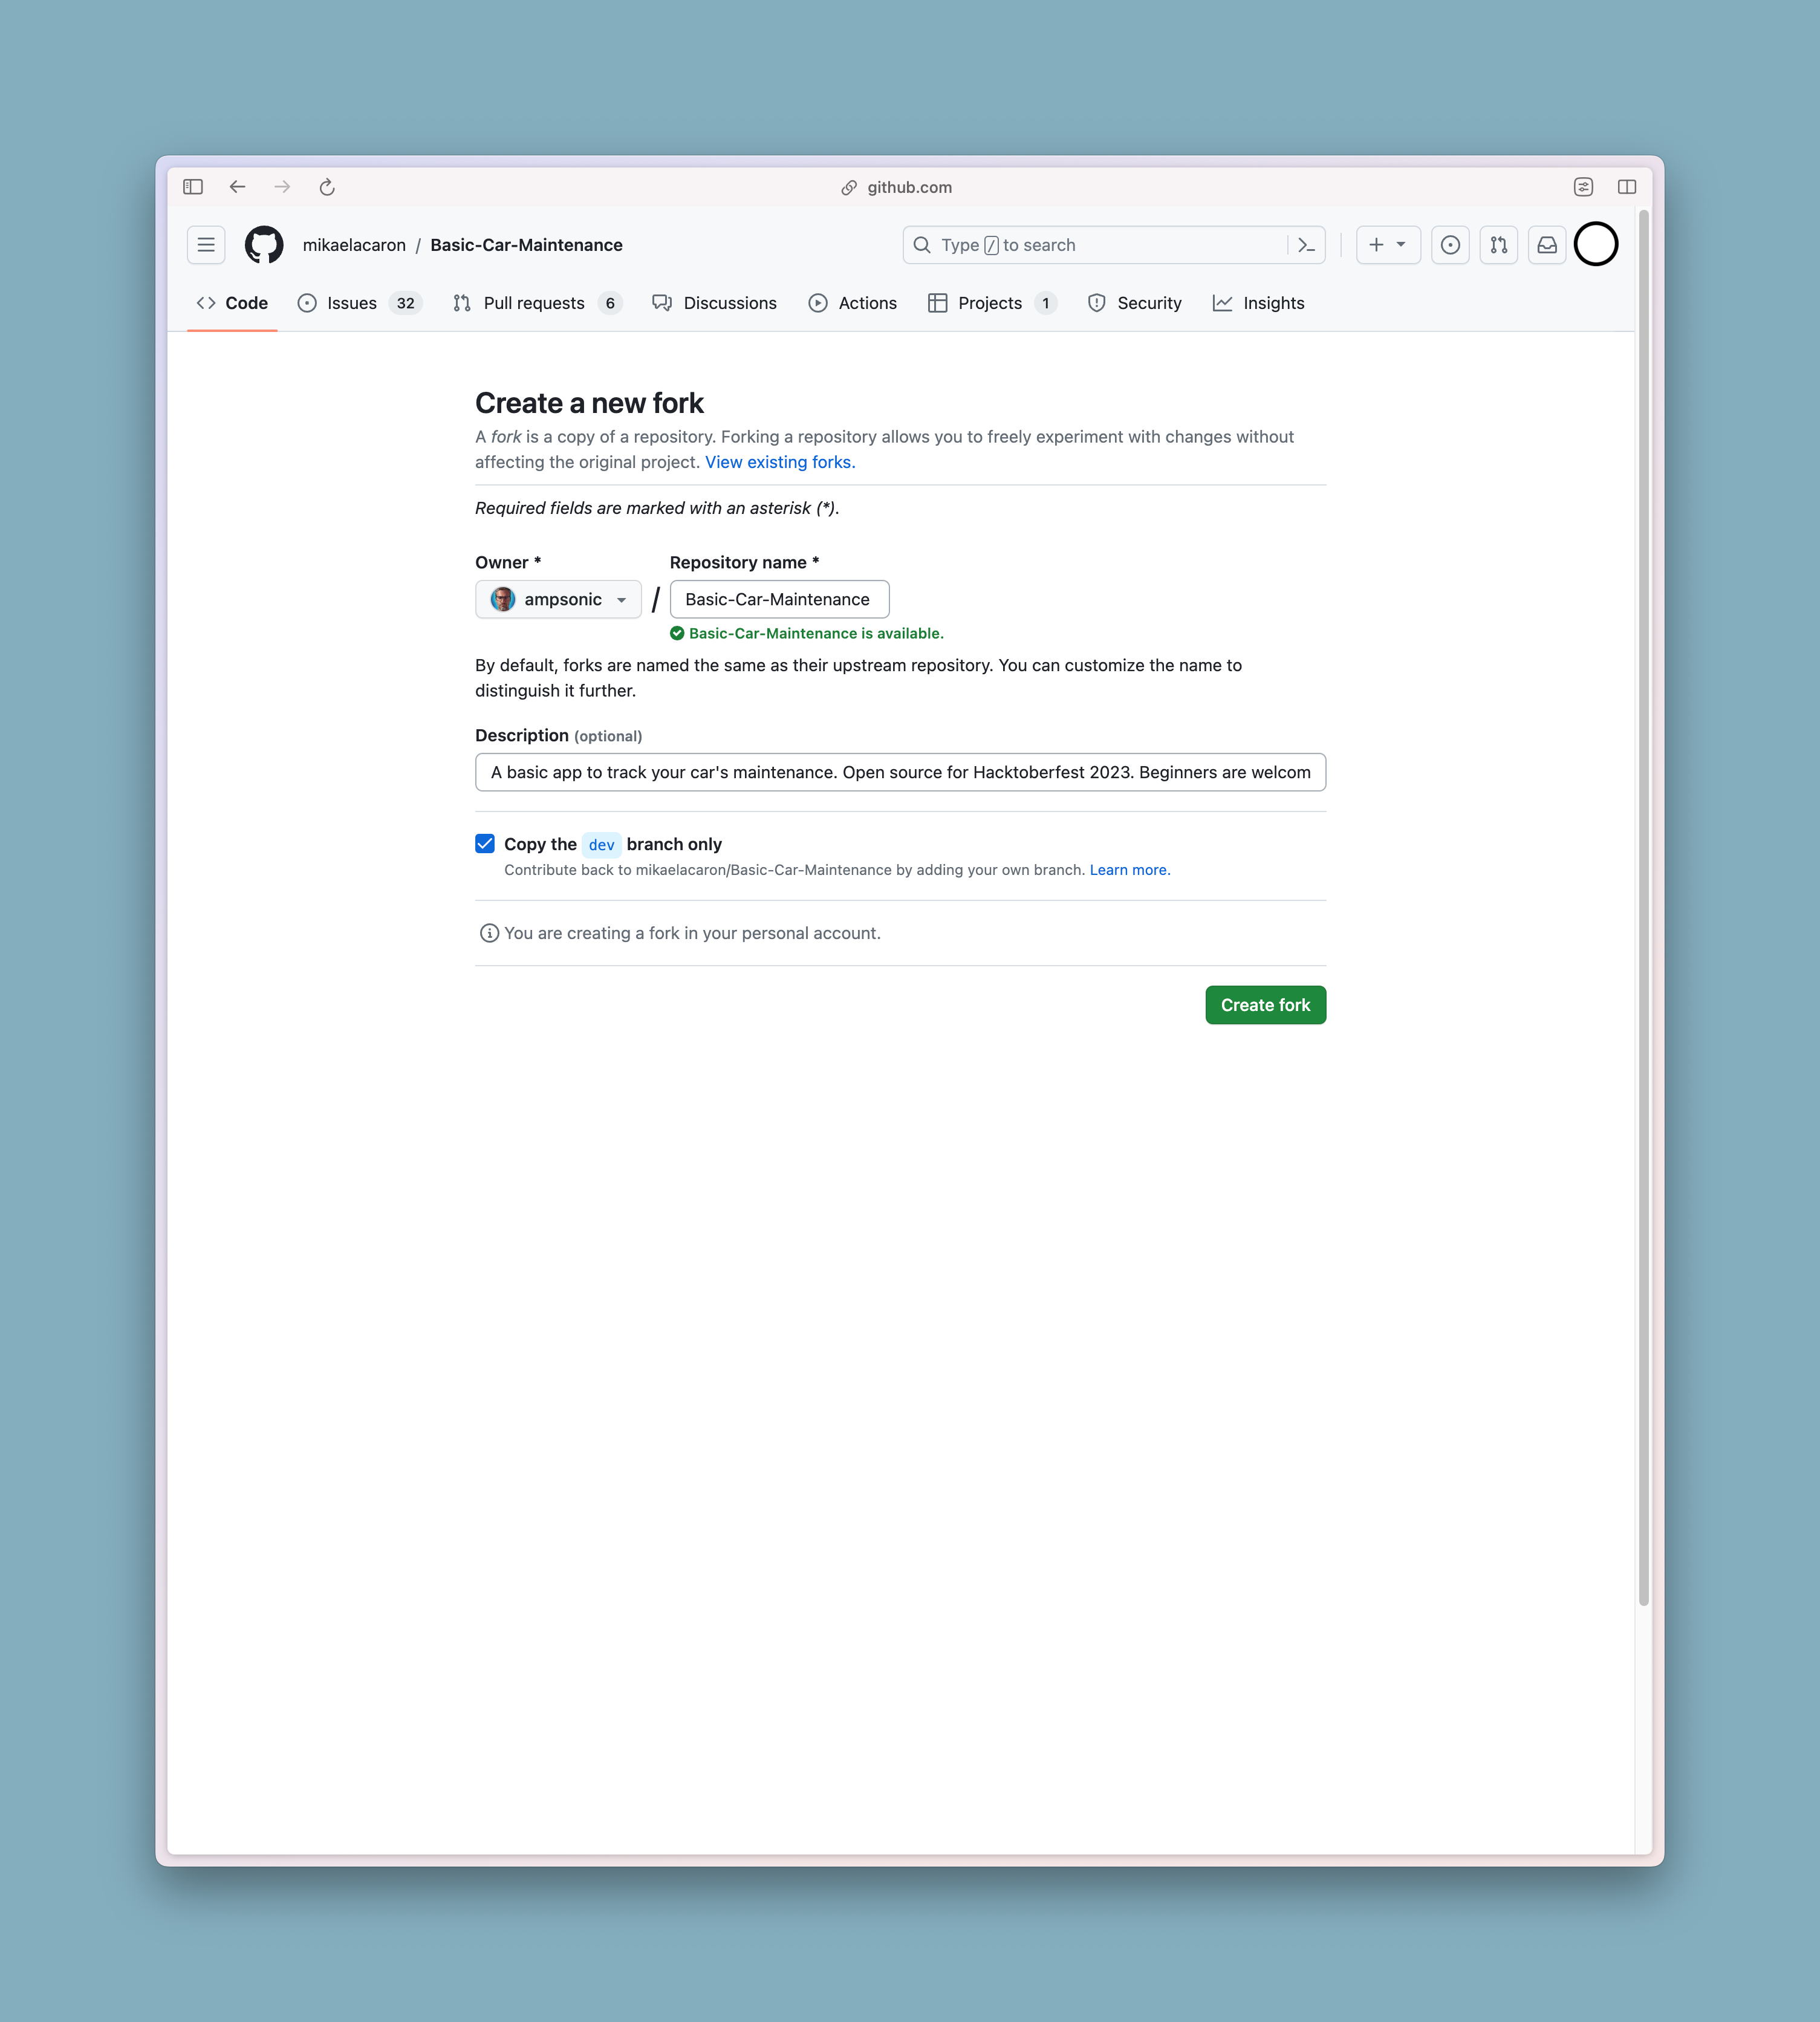 github.com
mikaelacaron / Basic-Car-Maintenance
Type / to search
Code Issues 32 Pull requests 6 Discussions Actions Projects 1 Security Insights
Create a new fork
A fork is a copy of a repository. Forking a repository allows you to freely experiment with changes without
affecting the original project. View existing forks.
Required fields are marked with an asterisk (*).
Owner * Repository name *
ampsonic / Basic-Car-Maintenance
Basic-Car-Maintenance is available.
By default, forks are named the same as their upstream repository. You can customize the name to
distinguish it further.
Description (optional)
A basic app to track your car's maintenance. Open source for Hacktoberfest 2023. Beginners are welcom
Copy the dev branch only
Contribute back to mikaelacaron/Basic-Car-Maintenance by adding your own branch. Learn more.
You are creating a fork in your personal account.
Create fork